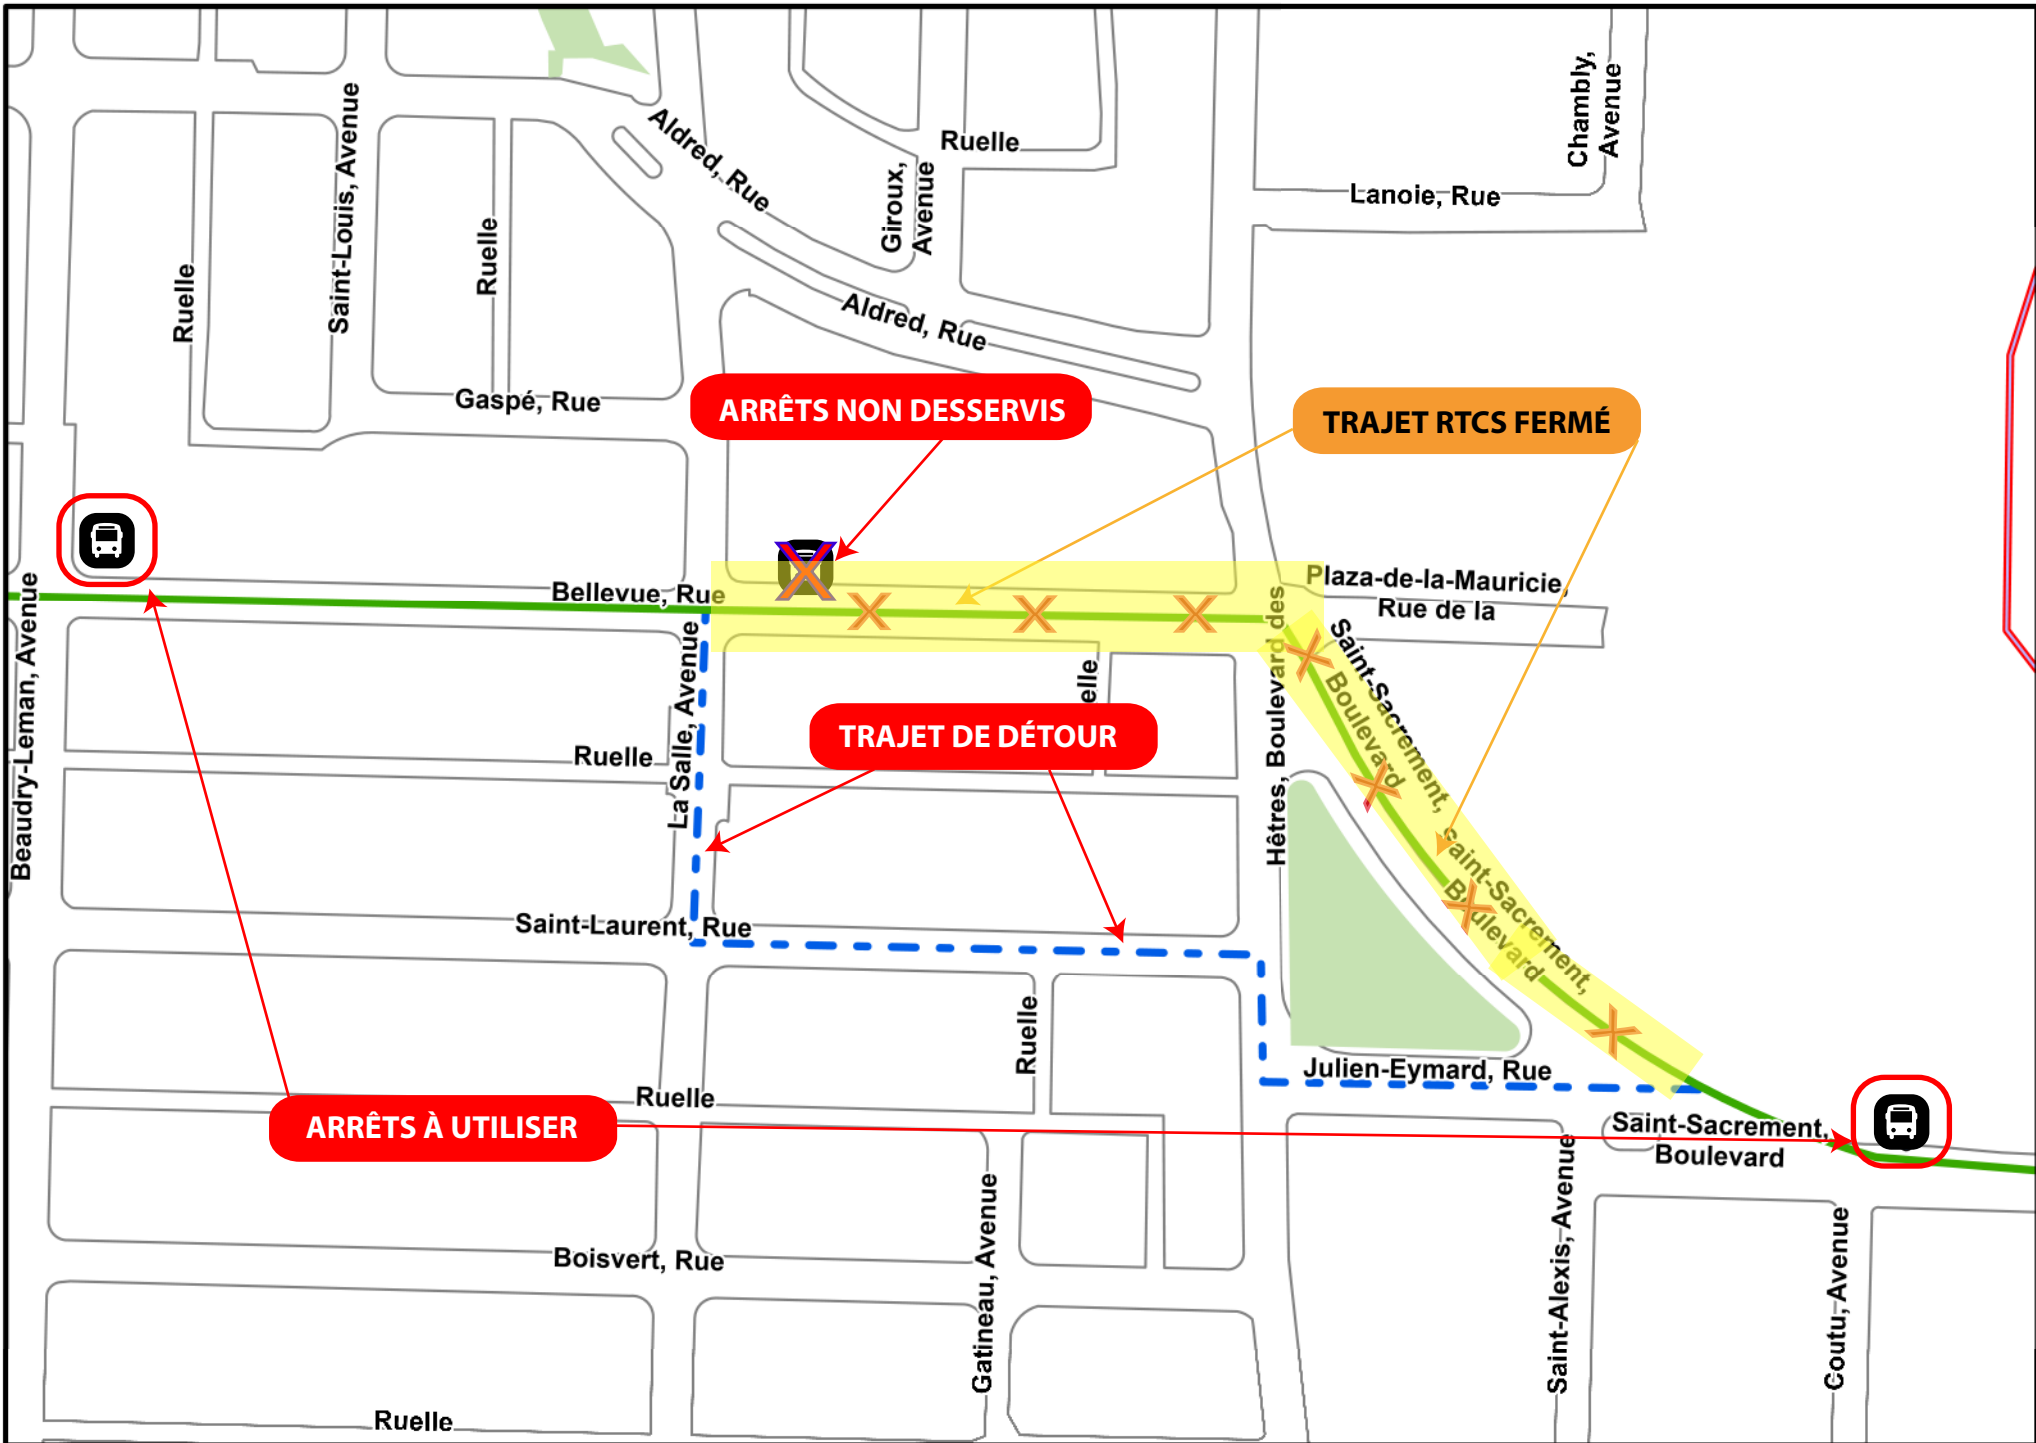 Chambly,
Avenue
Aldred, Rue
Ruelle
Giroux,
Avenue
Lanoie, Rue
Saint-Louis, Avenue
Ruelle
Ruelle
Aldred, Rue
Gaspé, Rue
ARRÊTS NON DESSERVIS
TRAJET RTCS FERMÉ
Bellevue, Rue
Plaza-de-la-Mauricie,
Rue de la
Beaudry-Leman, Avenue
La Salle, Avenue
elle
Hêtres, Boulevard des
Saint-Sacrement,
Boulevard
TRAJET DE DÉTOUR
Ruelle
Saint-Sacrement,
Boulevard
Saint-Laurent, Rue
Ruelle
Julien-Eymard, Rue
Ruelle
ARRÊTS À UTILISER
Saint-Sacrement,
Boulevard
Boisvert, Rue
Gatineau, Avenue
Saint-Alexis, Avenue
Coutu, Avenue
Ruelle